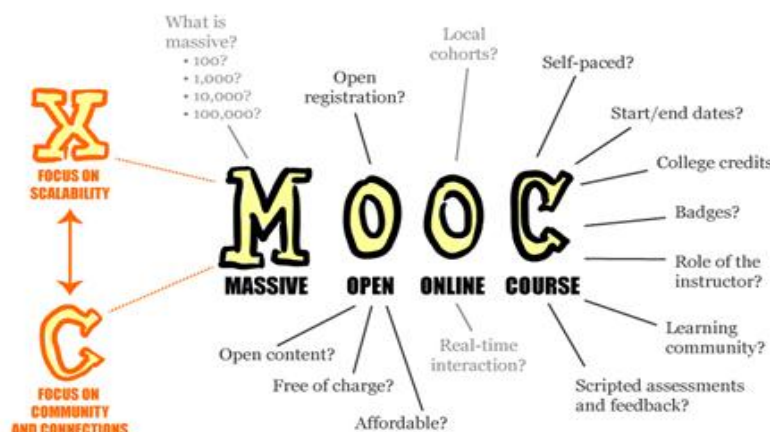 What is
massive?
• 100?
• 1,000?
• 10,000?
• 100,000?
Local
cohorts?
Self-paced?
Open
registration?
Start/end dates?
College credits
Badges?
Role of the
instructor?
Learning
community?
Scripted assessments
and feedback?
X
FOCUS ON
SCALABILITY
C
FOCUS ON
COMMUNITY
AND CONNECTIONS
MOOC
MASSIVE OPEN ONLINE COURSE
Open content?
Free of charge?
Affordable?
Real-time
interaction?